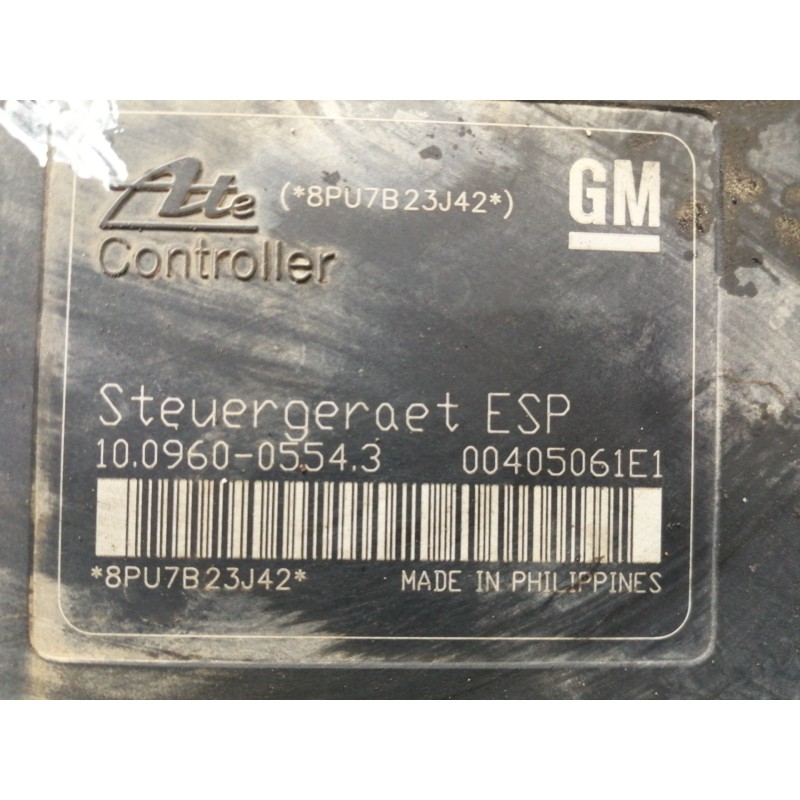 Ate (*8PU7B23J42*) GM
Controller
Steuergeraet ESP
10.0960-0554.3 00405061E1
*8PU7B23J42* MADE IN PHILIPPINES